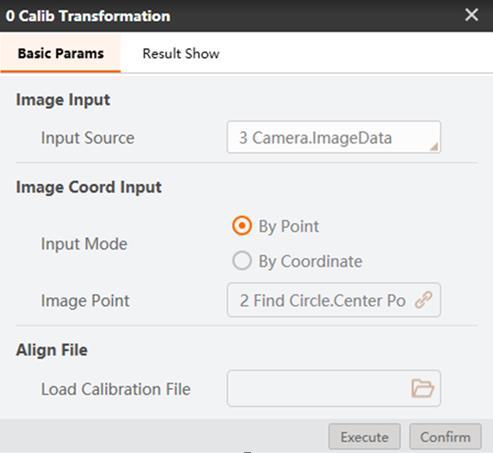 0 Calib Transformation
Basic Params Result Show
Image Input
Input Source 3 Camera.ImageData
Image Coord Input
Input Mode
By Point
By Coordinate
Image Point 2 Find Circle.Center Po
Align File
Load Calibration File
Execute Confirm